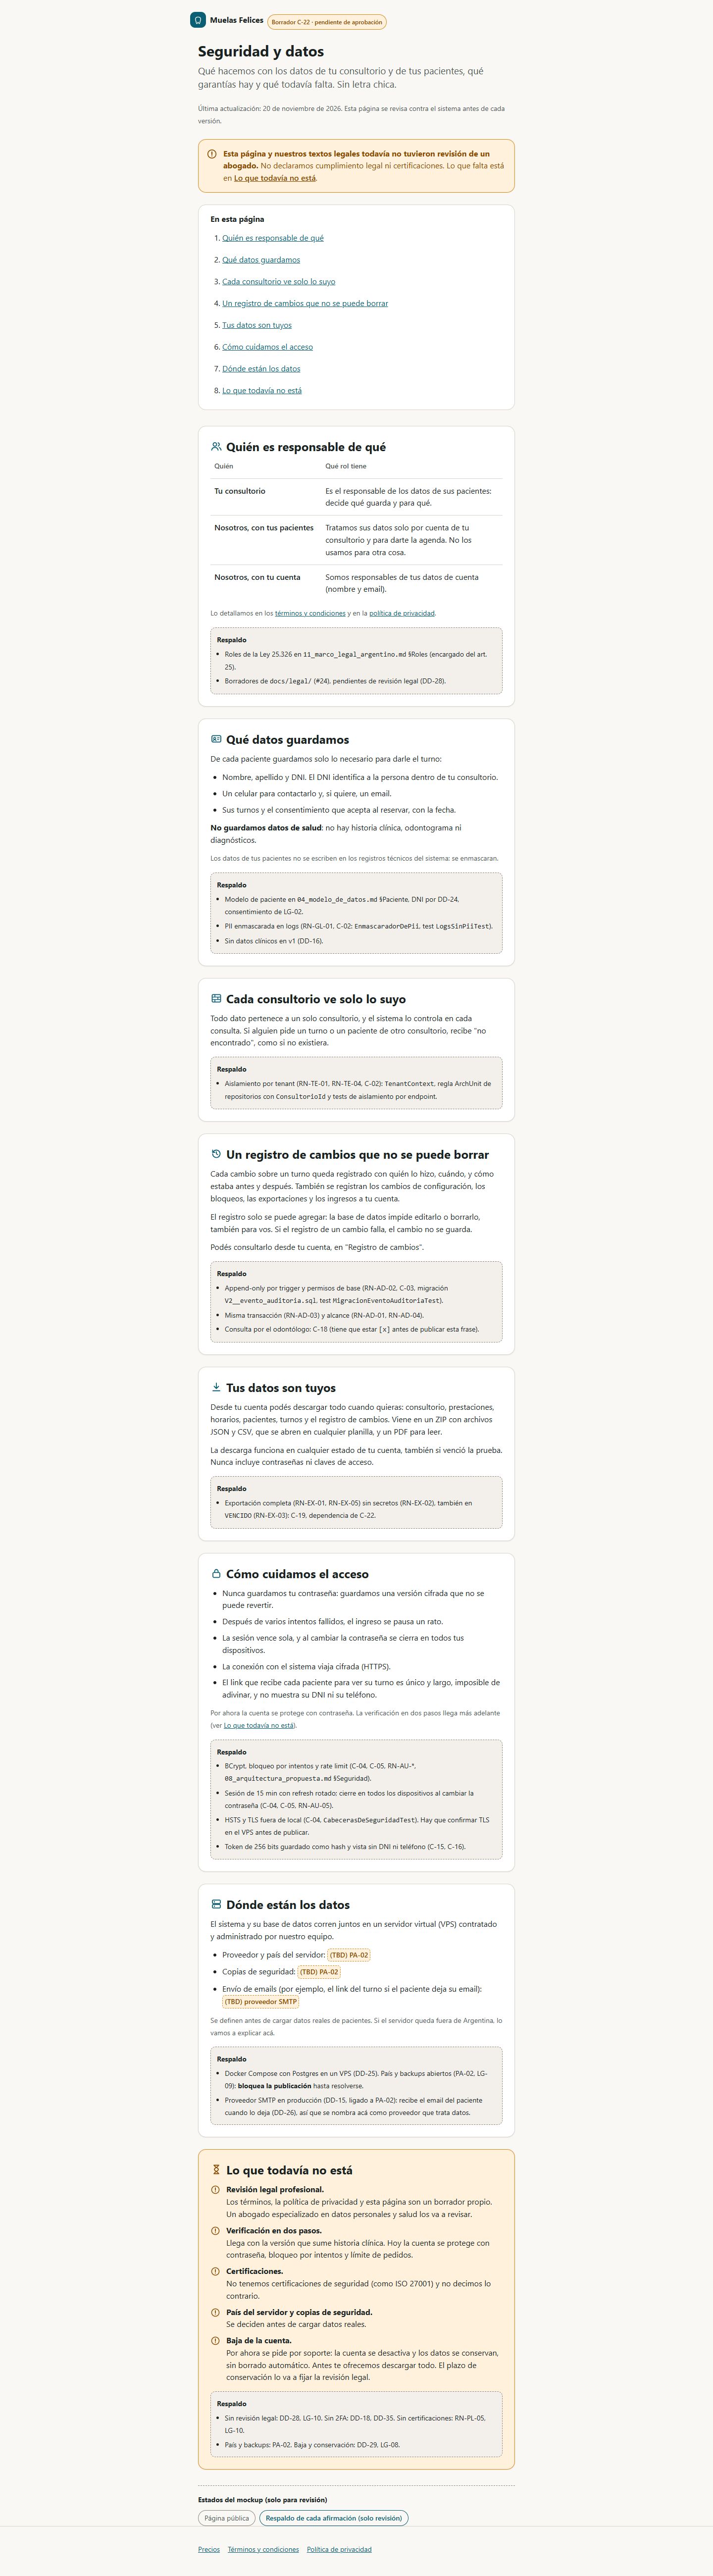 Muelas Felices
Borrador C-22 · pendiente de aprobación
Seguridad y datos
Qué hacemos con los datos de tu consultorio y de tus pacientes, qué
garantías hay y qué todavía falta. Sin letra chica.
Última actualización: 20 de noviembre de 2026. Esta página se revisa contra el sistema antes de cada
versión.
Esta página y nuestros textos legales todavía no tuvieron revisión de un
abogado. No declaramos cumplimiento legal ni certificaciones. Lo que falta está
en Lo que todavía no está.
En esta página
1. Quién es responsable de qué
2. Qué datos guardamos
3. Cada consultorio ve solo lo suyo
4. Un registro de cambios que no se puede borrar
5. Tus datos son tuyos
6. Cómo cuidamos el acceso
7. Dónde están los datos
8. Lo que todavía no está
Quién es responsable de qué
Quién Qué rol tiene
Tu consultorio Es el responsable de los datos de sus pacientes:
decide qué guarda y para qué.
Nosotros, con tus pacientes Tratamos sus datos solo por cuenta de tu
consultorio y para darte la agenda. No los
usamos para otra cosa.
Nosotros, con tu cuenta Somos responsables de tus datos de cuenta
(nombre y email).
Lo detallamos en los términos y condiciones y en la política de privacidad.
Respaldo
• Roles de la Ley 25.326 en 11_marco_legal_argentino.md §Roles (encargado del art.
25).
• Borradores de docs/legal/ (#24), pendientes de revisión legal (DD-28).
Qué datos guardamos
De cada paciente guardamos solo lo necesario para darle el turno:
• Nombre, apellido y DNI. El DNI identifica a la persona dentro de tu consultorio.
• Un celular para contactarlo y, si quiere, un email.
• Sus turnos y el consentimiento que acepta al reservar, con la fecha.
No guardamos datos de salud: no hay historia clínica, odontograma ni
diagnósticos.
Los datos de tus pacientes no se escriben en los registros técnicos del sistema: se enmascaran.
Respaldo
• Modelo de paciente en 04_modelo_de_datos.md §Paciente, DNI por DD-24,
consentimiento de LG-02.
• PII enmascarada en logs (RN-GL-01, C-02: EnmascaradorDePii, test LogsSinPiiTest).
• Sin datos clínicos en v1 (DD-16).
Cada consultorio ve solo lo suyo
Todo dato pertenece a un solo consultorio, y el sistema lo controla en cada
consulta. Si alguien pide un turno o un paciente de otro consultorio, recibe "no
encontrado", como si no existiera.
Respaldo
• Aislamiento por tenant (RN-TE-01, RN-TE-04, C-02): TenantContext, regla ArchUnit de
repositorios con ConsultorioId y tests de aislamiento por endpoint.
Un registro de cambios que no se puede borrar
Cada cambio sobre un turno queda registrado con quién lo hizo, cuándo, y cómo
estaba antes y después. También se registran los cambios de configuración, los
bloqueos, las exportaciones y los ingresos a tu cuenta.
El registro solo se puede agregar: la base de datos impide editarlo o borrarlo,
también para vos. Si el registro de un cambio falla, el cambio no se guarda.
Podés consultarlo desde tu cuenta, en "Registro de cambios".
Respaldo
• Append-only por trigger y permisos de base (RN-AD-02, C-03, migración
V2__evento_auditoria.sql, test MigracionEventoAuditoriaTest).
• Misma transacción (RN-AD-03) y alcance (RN-AD-01, RN-AD-04).
• Consulta por el odontólogo: C-18 (tiene que estar [x] antes de publicar esta frase).
Tus datos son tuyos
Desde tu cuenta podés descargar todo cuando quieras: consultorio, prestaciones,
horarios, pacientes, turnos y el registro de cambios. Viene en un ZIP con archivos
JSON y CSV, que se abren en cualquier planilla, y un PDF para leer.
La descarga funciona en cualquier estado de tu cuenta, también si venció la prueba.
Nunca incluye contraseñas ni claves de acceso.
Respaldo
• Exportación completa (RN-EX-01, RN-EX-05) sin secretos (RN-EX-02), también en
VENCIDO (RN-EX-03): C-19, dependencia de C-22.
Cómo cuidamos el acceso
• Nunca guardamos tu contraseña: guardamos una versión cifrada que no se
puede revertir.
• Después de varios intentos fallidos, el ingreso se pausa un rato.
• La sesión vence sola, y al cambiar la contraseña se cierra en todos tus
dispositivos.
• La conexión con el sistema viaja cifrada (HTTPS).
• El link que recibe cada paciente para ver su turno es único y largo, imposible de
adivinar, y no muestra su DNI ni su teléfono.
Por ahora la cuenta se protege con contraseña. La verificación en dos pasos llega más adelante
(ver Lo que todavía no está).
Respaldo
• BCrypt, bloqueo por intentos y rate limit (C-04, C-05, RN-AU-*,
08_arquitectura_propuesta.md §Seguridad).
• Sesión de 15 min con refresh rotado; cierre en todos los dispositivos al cambiar la
contraseña (C-04, C-05, RN-AU-05).
• HSTS y TLS fuera de local (C-04, CabecerasDeSeguridadTest). Hay que confirmar TLS
en el VPS antes de publicar.
• Token de 256 bits guardado como hash y vista sin DNI ni teléfono (C-15, C-16).
Dónde están los datos
El sistema y su base de datos corren juntos en un servidor virtual (VPS) contratado
y administrado por nuestro equipo.
• Proveedor y país del servidor: (TBD) PA-02
• Copias de seguridad: (TBD) PA-02
• Envío de emails (por ejemplo, el link del turno si el paciente deja su email):
(TBD) proveedor SMTP
Se definen antes de cargar datos reales de pacientes. Si el servidor queda fuera de Argentina, lo
vamos a explicar acá.
Respaldo
• Docker Compose con Postgres en un VPS (DD-25). País y backups abiertos (PA-02, LG-
09): bloquea la publicación hasta resolverse.
• Proveedor SMTP en producción (DD-15, ligado a PA-02): recibe el email del paciente
cuando lo deja (DD-26), así que se nombra acá como proveedor que trata datos.
Lo que todavía no está
Revisión legal profesional.
Los términos, la política de privacidad y esta página son un borrador propio.
Un abogado especializado en datos personales y salud los va a revisar.
Verificación en dos pasos.
Llega con la versión que sume historia clínica. Hoy la cuenta se protege con
contraseña, bloqueo por intentos y límite de pedidos.
Certificaciones.
No tenemos certificaciones de seguridad (como ISO 27001) y no decimos lo
contrario.
País del servidor y copias de seguridad.
Se deciden antes de cargar datos reales.
Baja de la cuenta.
Por ahora se pide por soporte: la cuenta se desactiva y los datos se conservan,
sin borrado automático. Antes te ofrecemos descargar todo. El plazo de
conservación lo va a fijar la revisión legal.
Respaldo
• Sin revisión legal: DD-28, LG-10. Sin 2FA: DD-18, DD-35. Sin certificaciones: RN-PL-05,
LG-10.
• País y backups: PA-02. Baja y conservación: DD-29, LG-08.
Estados del mockup (solo para revisión)
Página pública
Respaldo de cada afirmación (solo revisión)
Precios Términos y condiciones Política de privacidad